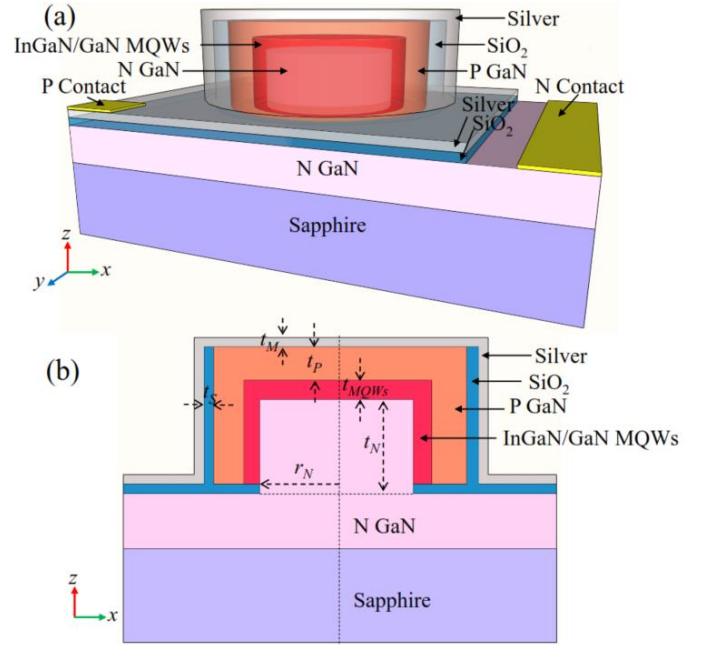 (a)
Silver
InGaN/GaN MQWs
SiO2
N GaN
P GaN
P Contact
N Contact
Silver
SiO2
N GaN
Sapphire
z
y
x
(b)
tM
tP
Silver
SiO2
tS
tMQWs
P GaN
tN
InGaN/GaN MQWs
rN
N GaN
Sapphire
z
x